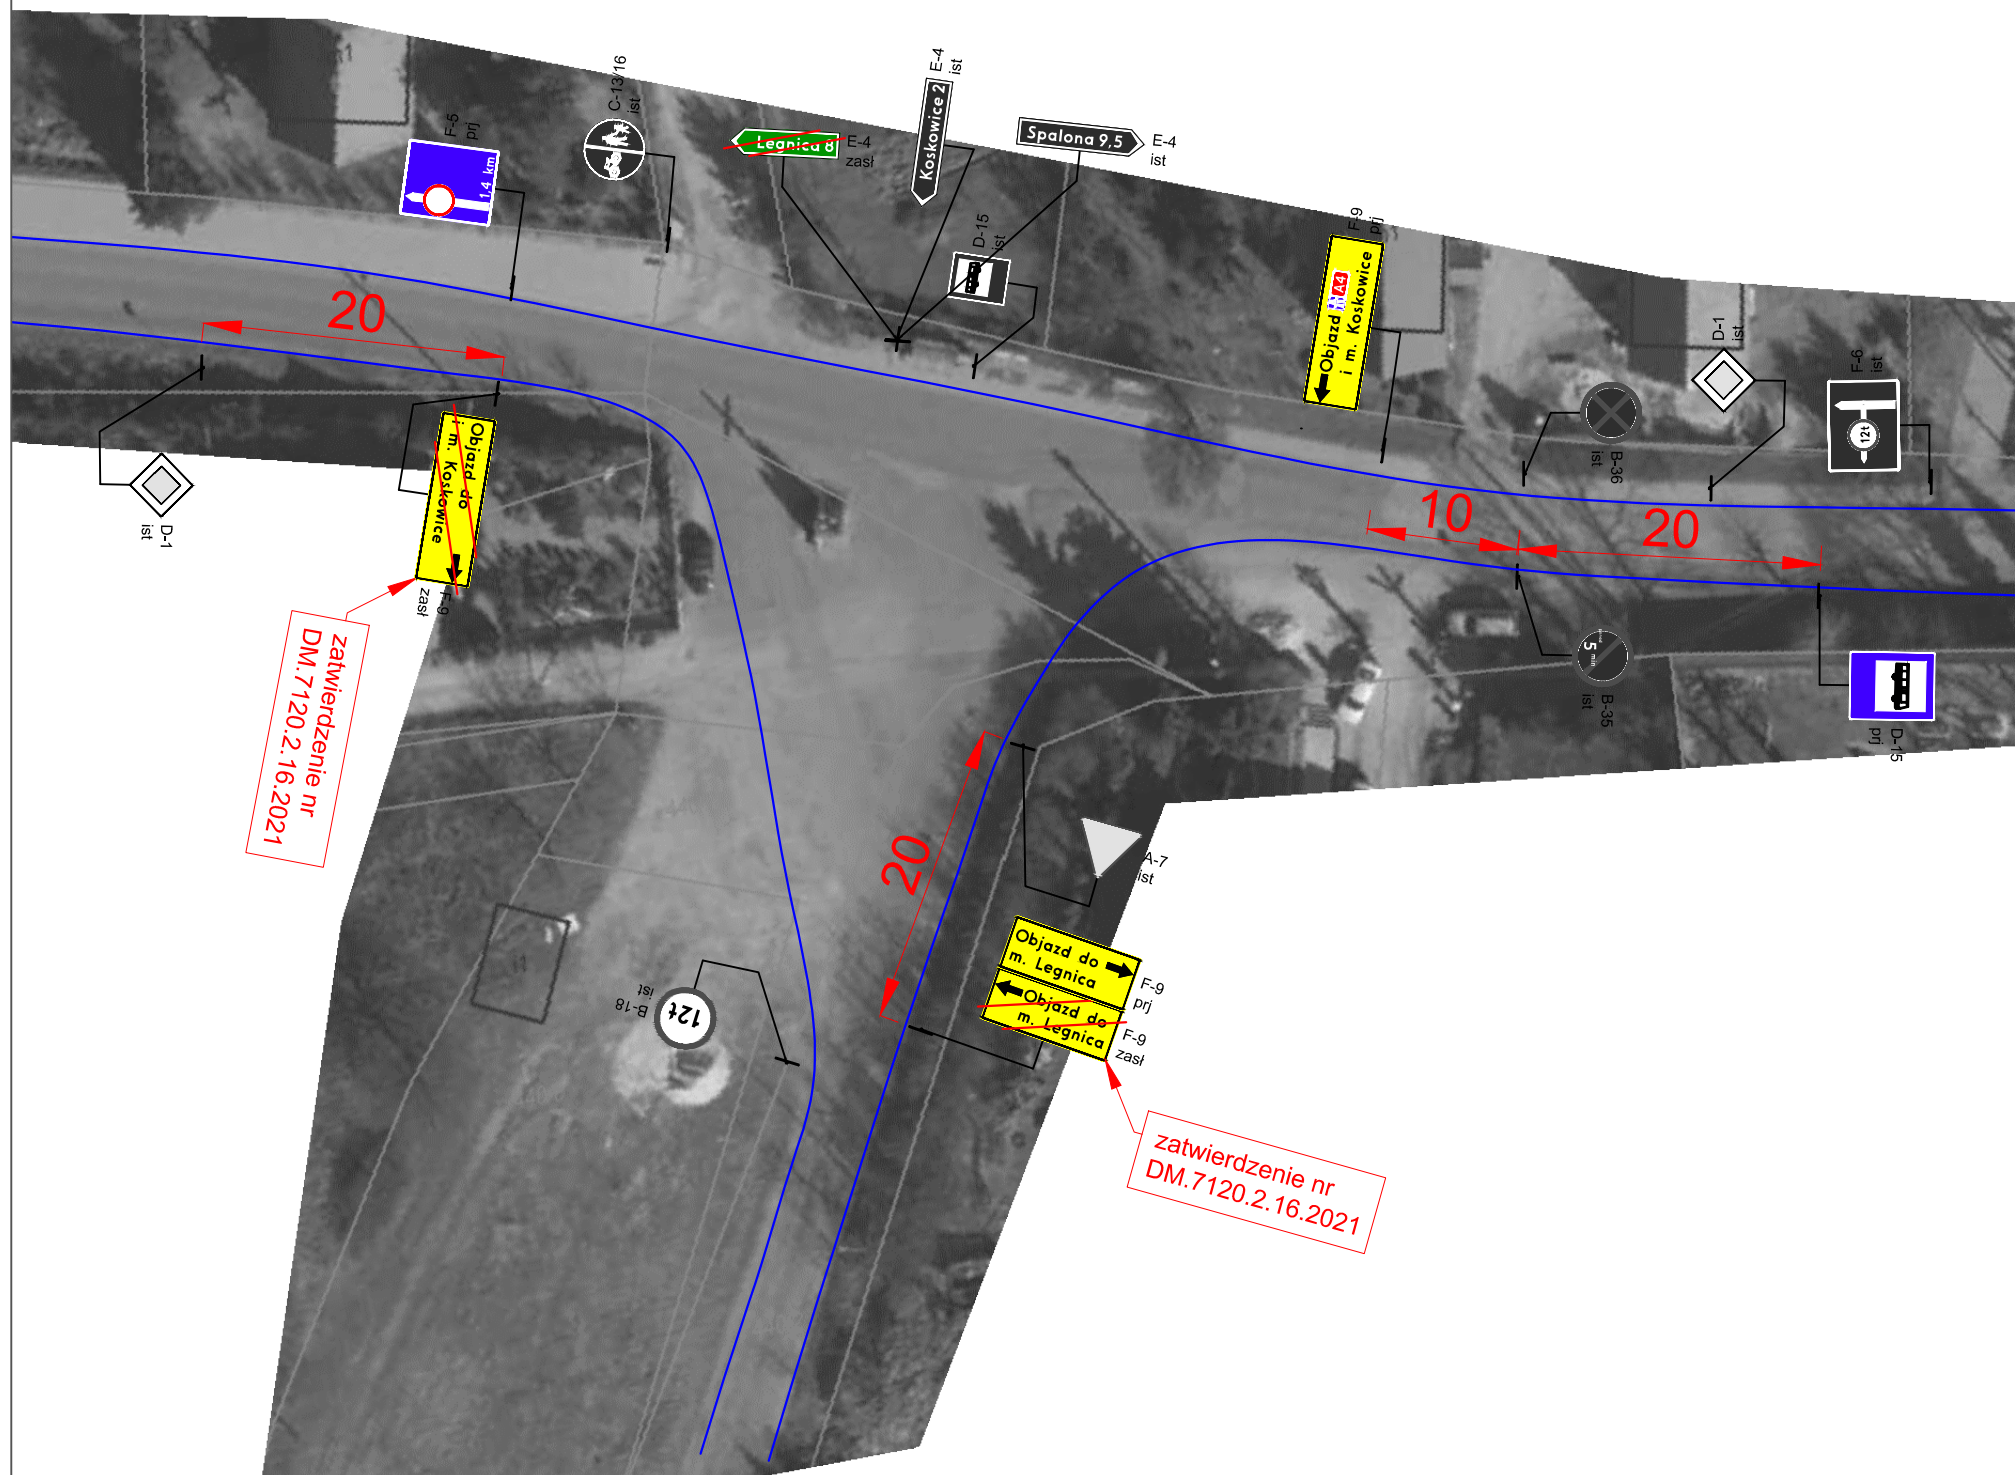 F-5
prj
1,4 km
C-13/16
ist
Legnica 8
E-4
zasł
E-4
ist
Koskowice 2
Spalona 9,5
E-4
ist
D-15
ist
F-9
prj
Objazd A4
i m. Koskowice
D-1
ist
F-6
ist
12t
B-36
ist
20
10
20
Objazd do
m. Koskowice
F-9
zasł
D-1
ist
zatwierdzenie nr
DM.7120.2.16.2021
5 min
B-35
ist
D-15
prj
20
A-7
ist
Objazd do
m. Legnica
F-9
prj
Objazd do
m. Legnica
F-9
zasł
12t
B-18
ist
zatwierdzenie nr
DM.7120.2.16.2021